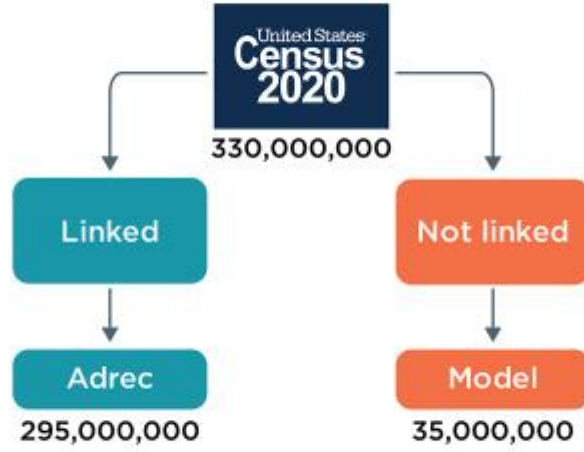 United States
Census
2020
330,000,000
Linked
Not linked
Adrec
Model
295,000,000
35,000,000